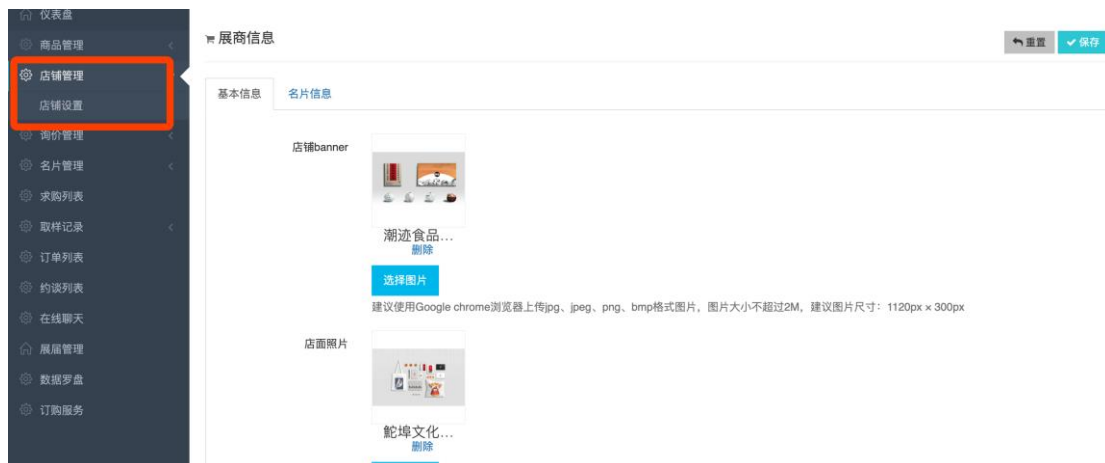 仪表盘
商品管理
店铺管理
店铺设置
询价管理
名片管理
求购列表
取样记录
订单列表
约谈列表
在线聊天
展届管理
数据罗盘
订购服务
展商信息
重置 保存
基本信息 名片信息
店铺banner
潮迹食品...
删除
选择图片
建议使用Google chrome浏览器上传jpg、jpeg、png、bmp格式图片，图片大小不超过2M，建议图片尺寸：1120px × 300px
店面照片
鮀埠文化...
删除